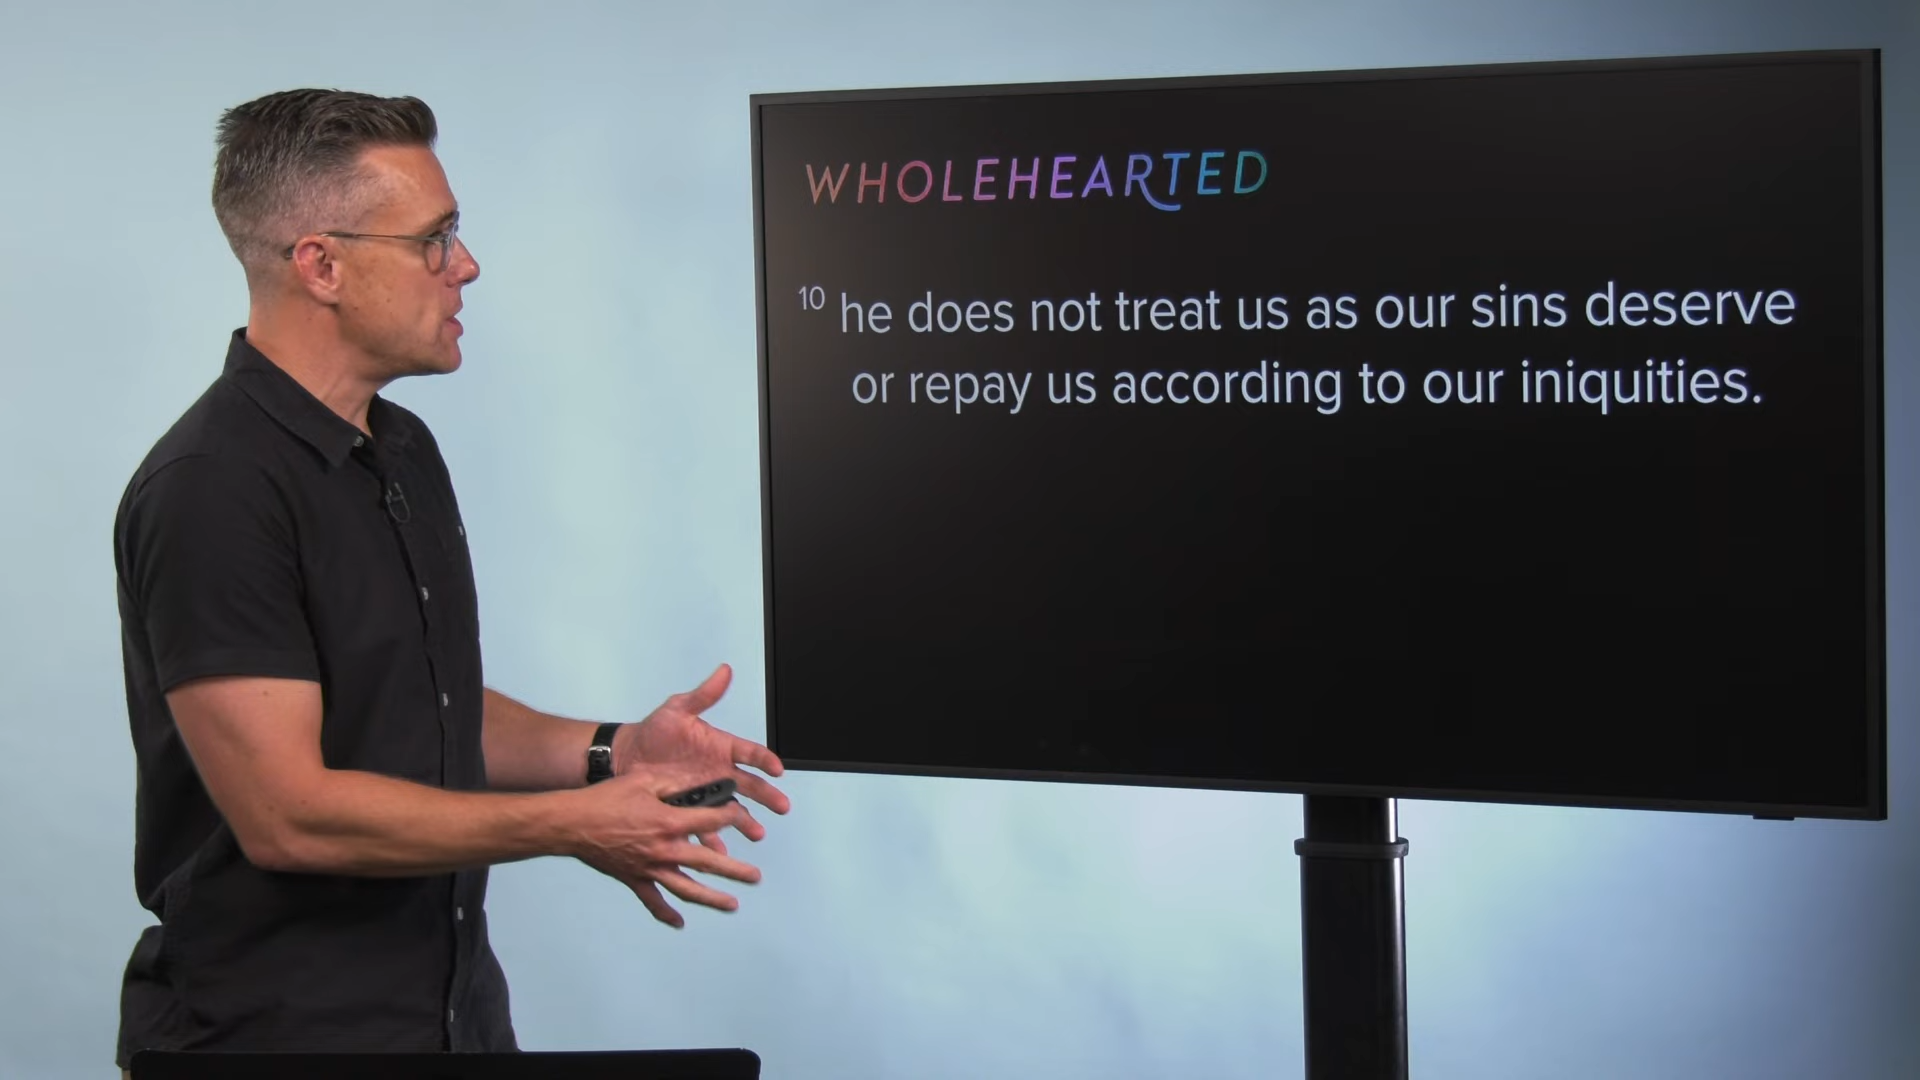 WHOLEHEARTED
10 he does not treat us as our sins deserve
or repay us according to our iniquities.